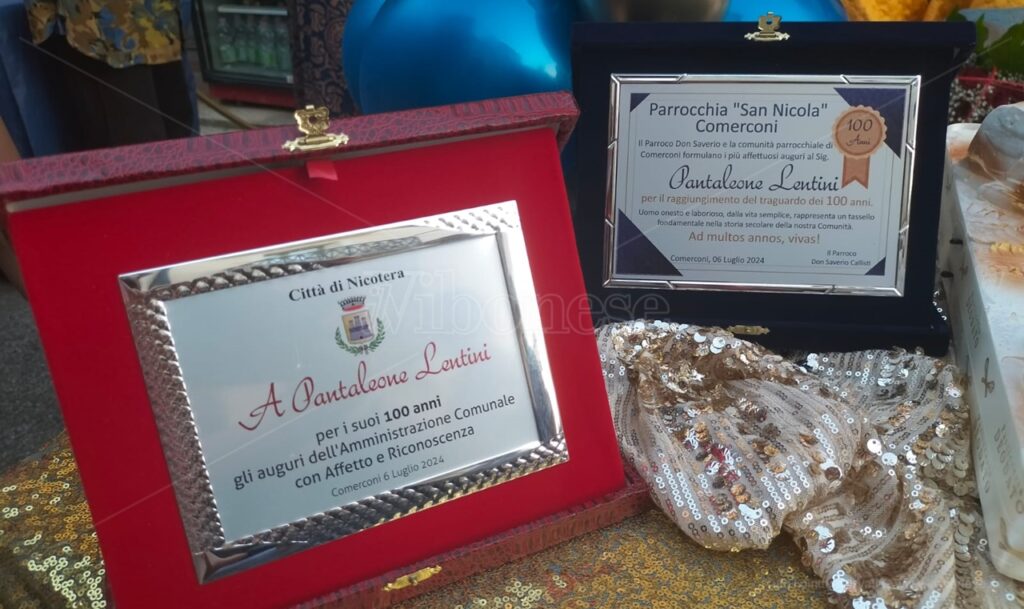 Città di Nicotera
A Pantaleone Lentini
per i suoi 100 anni
gli auguri dell'Amministrazione Comunale
con Affetto e Riconoscenza
Comerconi 6 Luglio 2024
Parrocchia "San Nicola"
Comerconi
100
Anni
Il Parroco Don Saverio e la comunità parrocchiale di
Comerconi formulano i più affettuosi auguri al Sig.
Pantaleone Lentini
per il raggiungimento del traguardo dei 100 anni.
Uomo onesto e laborioso, dalla vita semplice, rappresenta un tassello
fondamentale nella storia secolare della nostra Comunità.
Ad multos annos, vivas!
Il Parroco
Comerconi, 06 Luglio 2024
Don Saverio Callisti
Vibonese